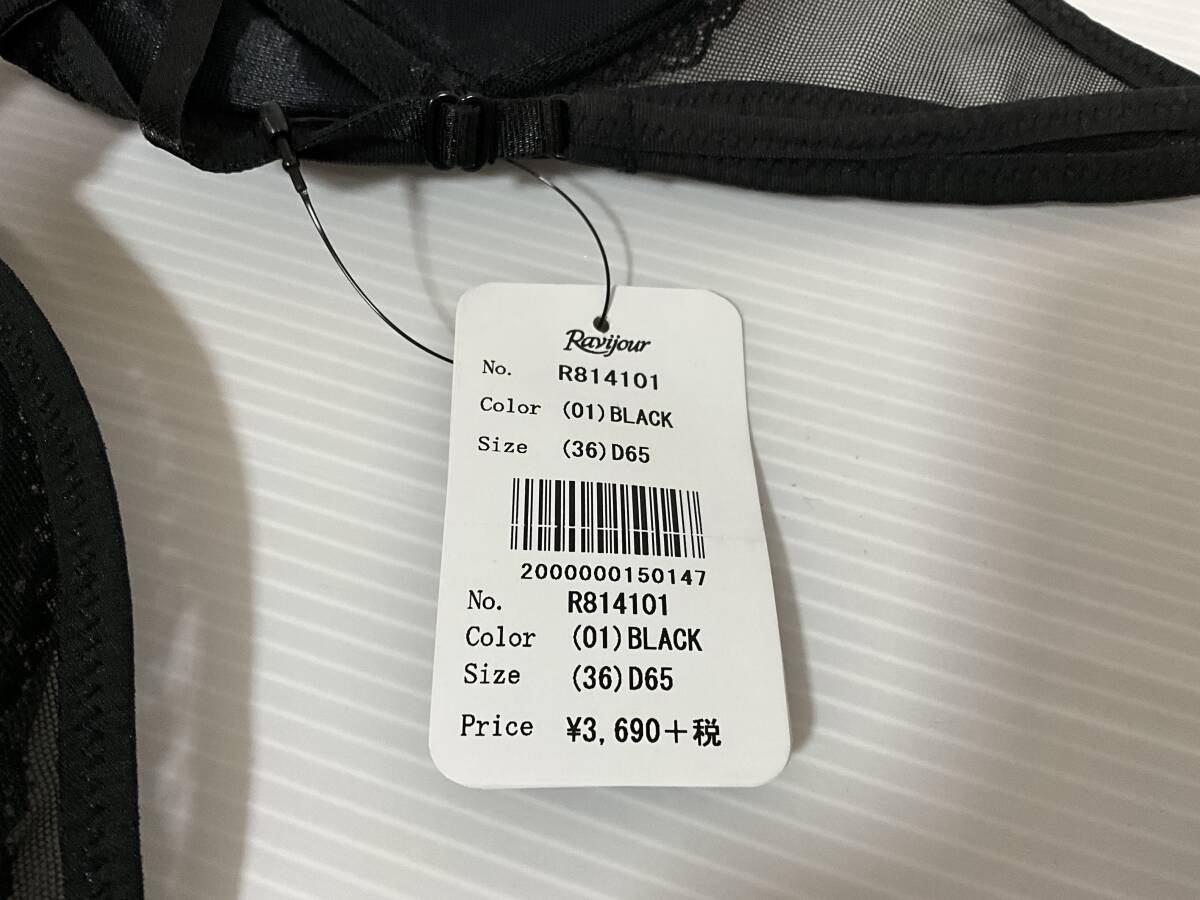 Ravijour
No. R814101
Color (01)BLACK
Size (36)D65
2000000150147
No. R814101
Color (01)BLACK
Size (36)D65
Price ¥3,690+税